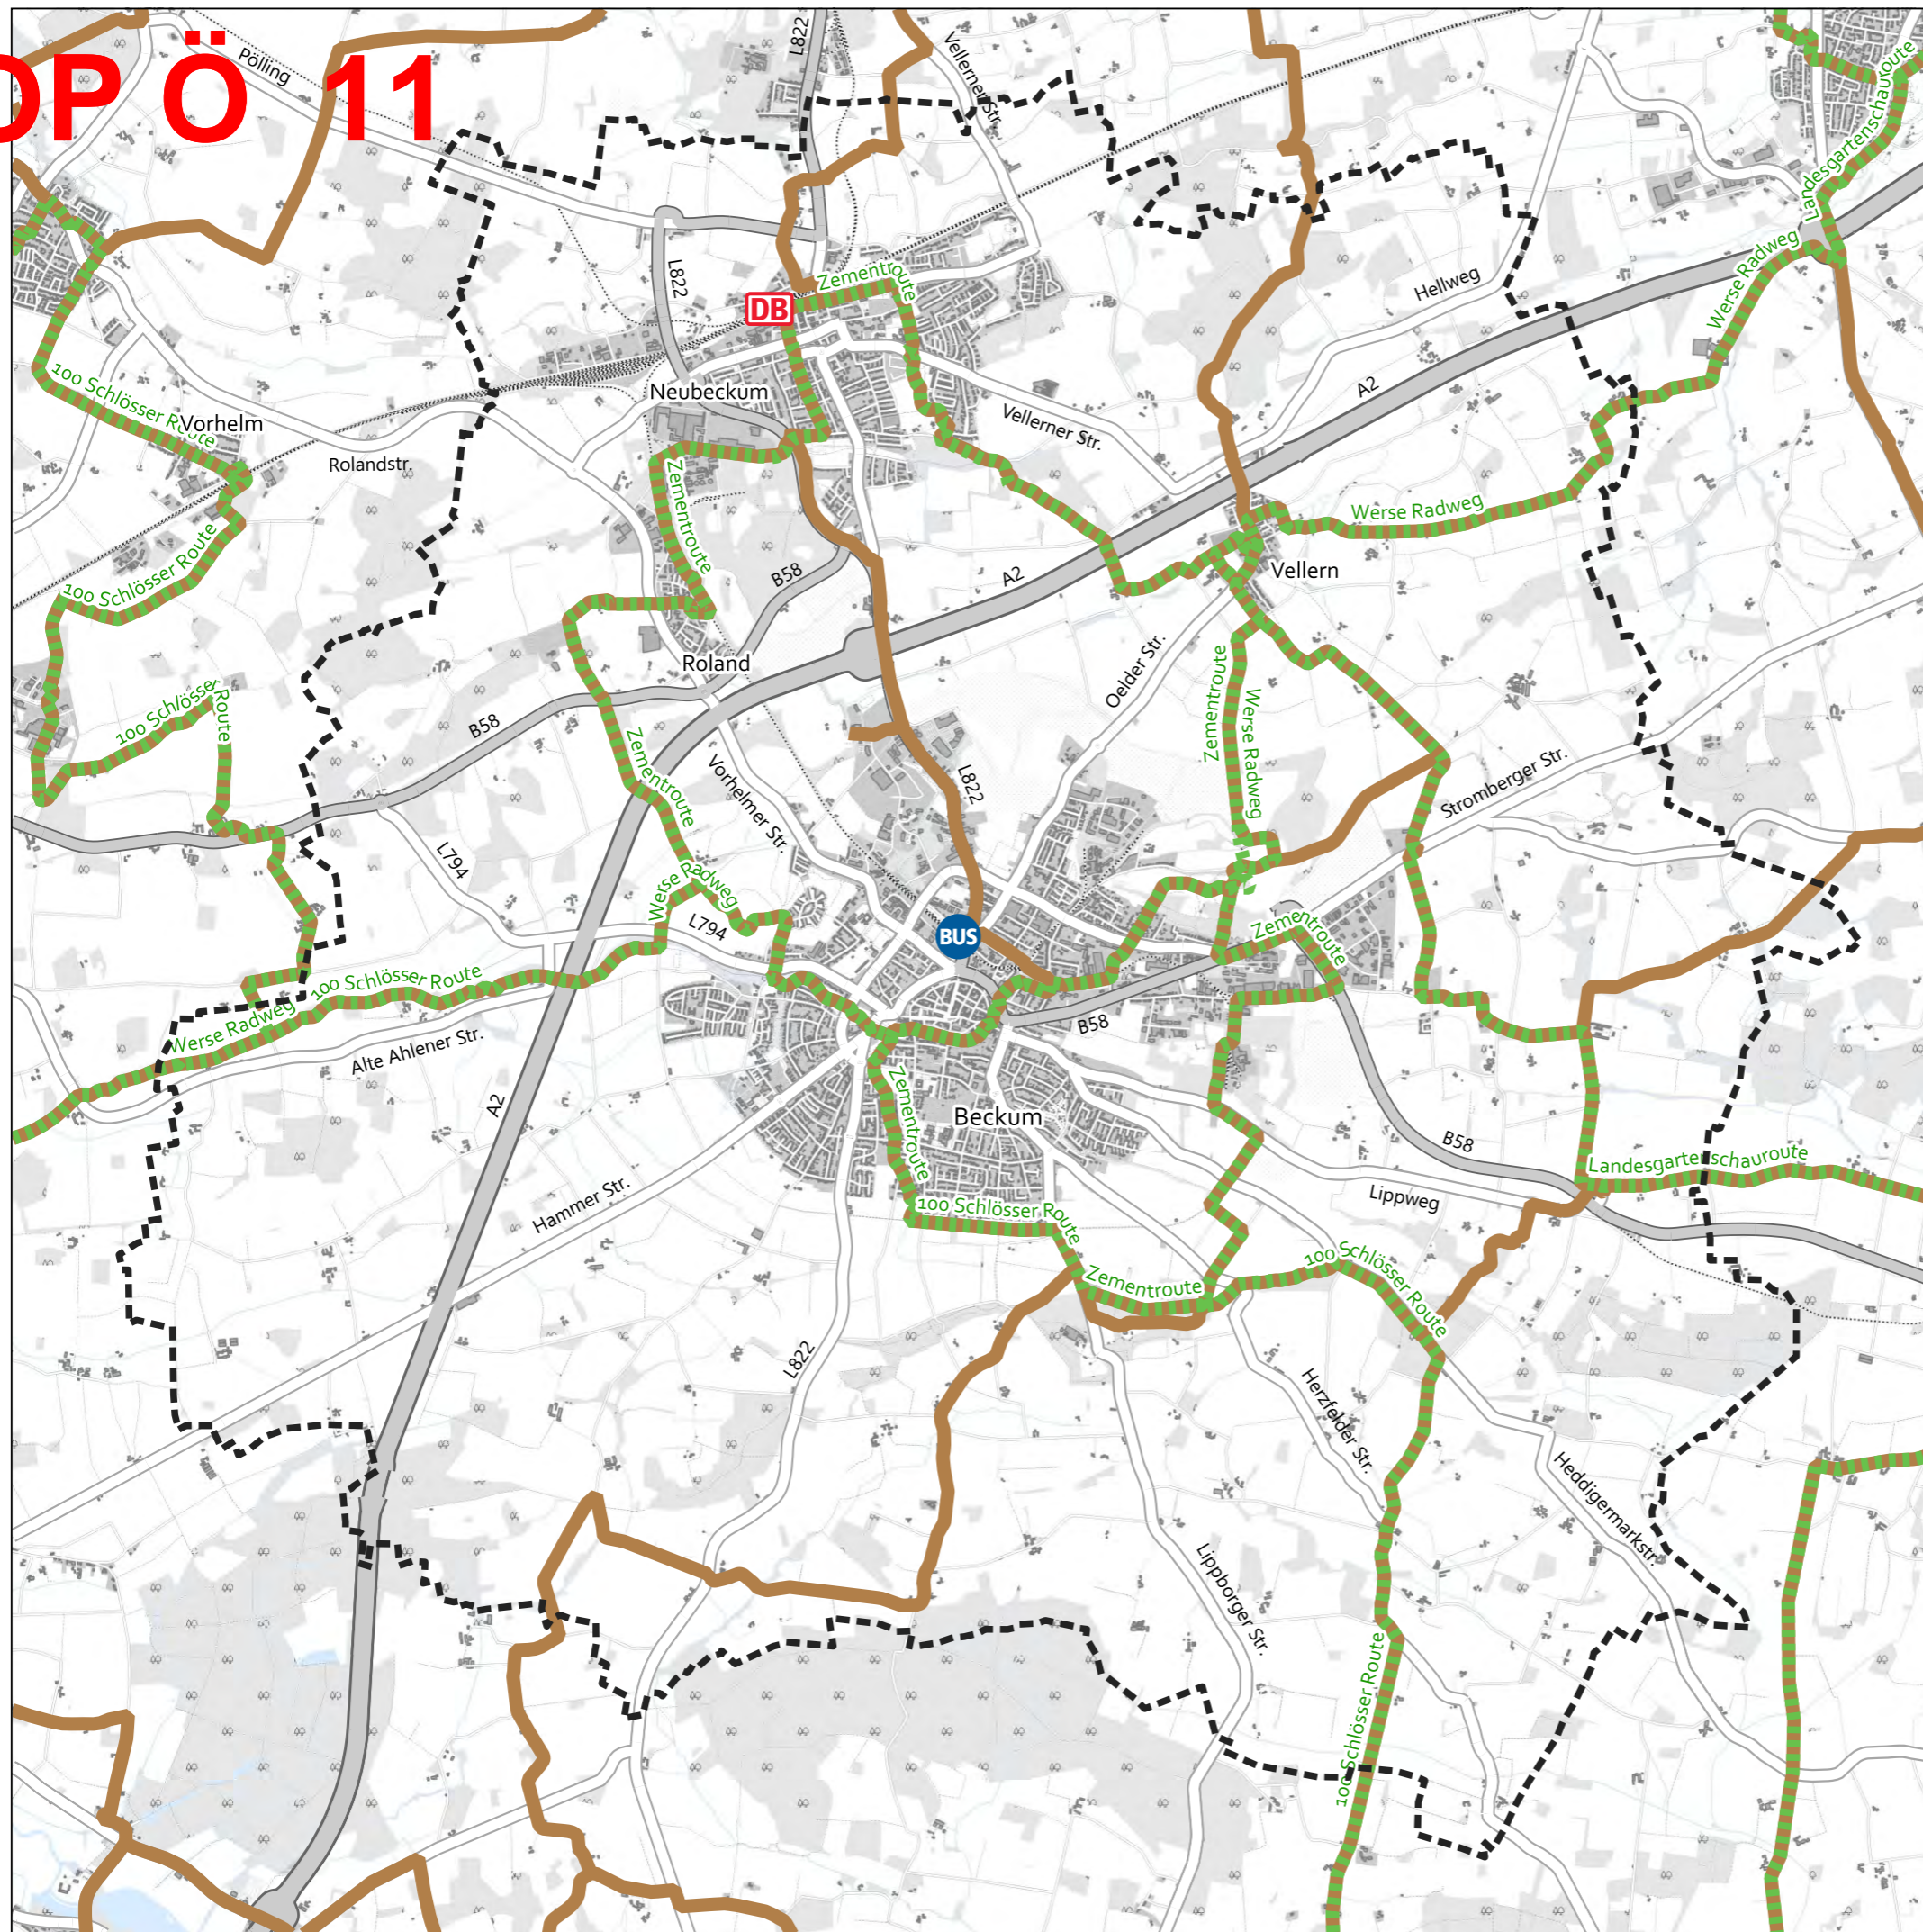 DP Ö 11
Pölling
L822
Vellerner Str.
Landesgartenschauroute
L822
Zementroute
DB
Hellweg
Werse Radweg
100 Schlösser Route
Vorhelm
Neubeckum
A2
Vellerner Str.
Rolandstr.
Zementroute
Werse Radweg
100 Schlösser Route
B58
A2
Vellern
Roland
Oelder Str.
Zementroute
Werse Radweg
100 Schlösser
Route
B58
Zementroute
Vorhelmer Str.
L822
Stromberger Str.
L794
Werse Radweg
L794
BUS
Zementroute
100 Schlösser Route
Werse Radweg
Alte Ahlener Str.
B58
A2
Zementroute
Beckum
B58
Landesgartenschauroute
Hammer Str.
Lippweg
100 Schlösser Route
100 Schlösser Route
Zementroute
L822
Herzfelder Str.
Heddigermarkstr.
Lippborger Str.
100 Schlösser Route